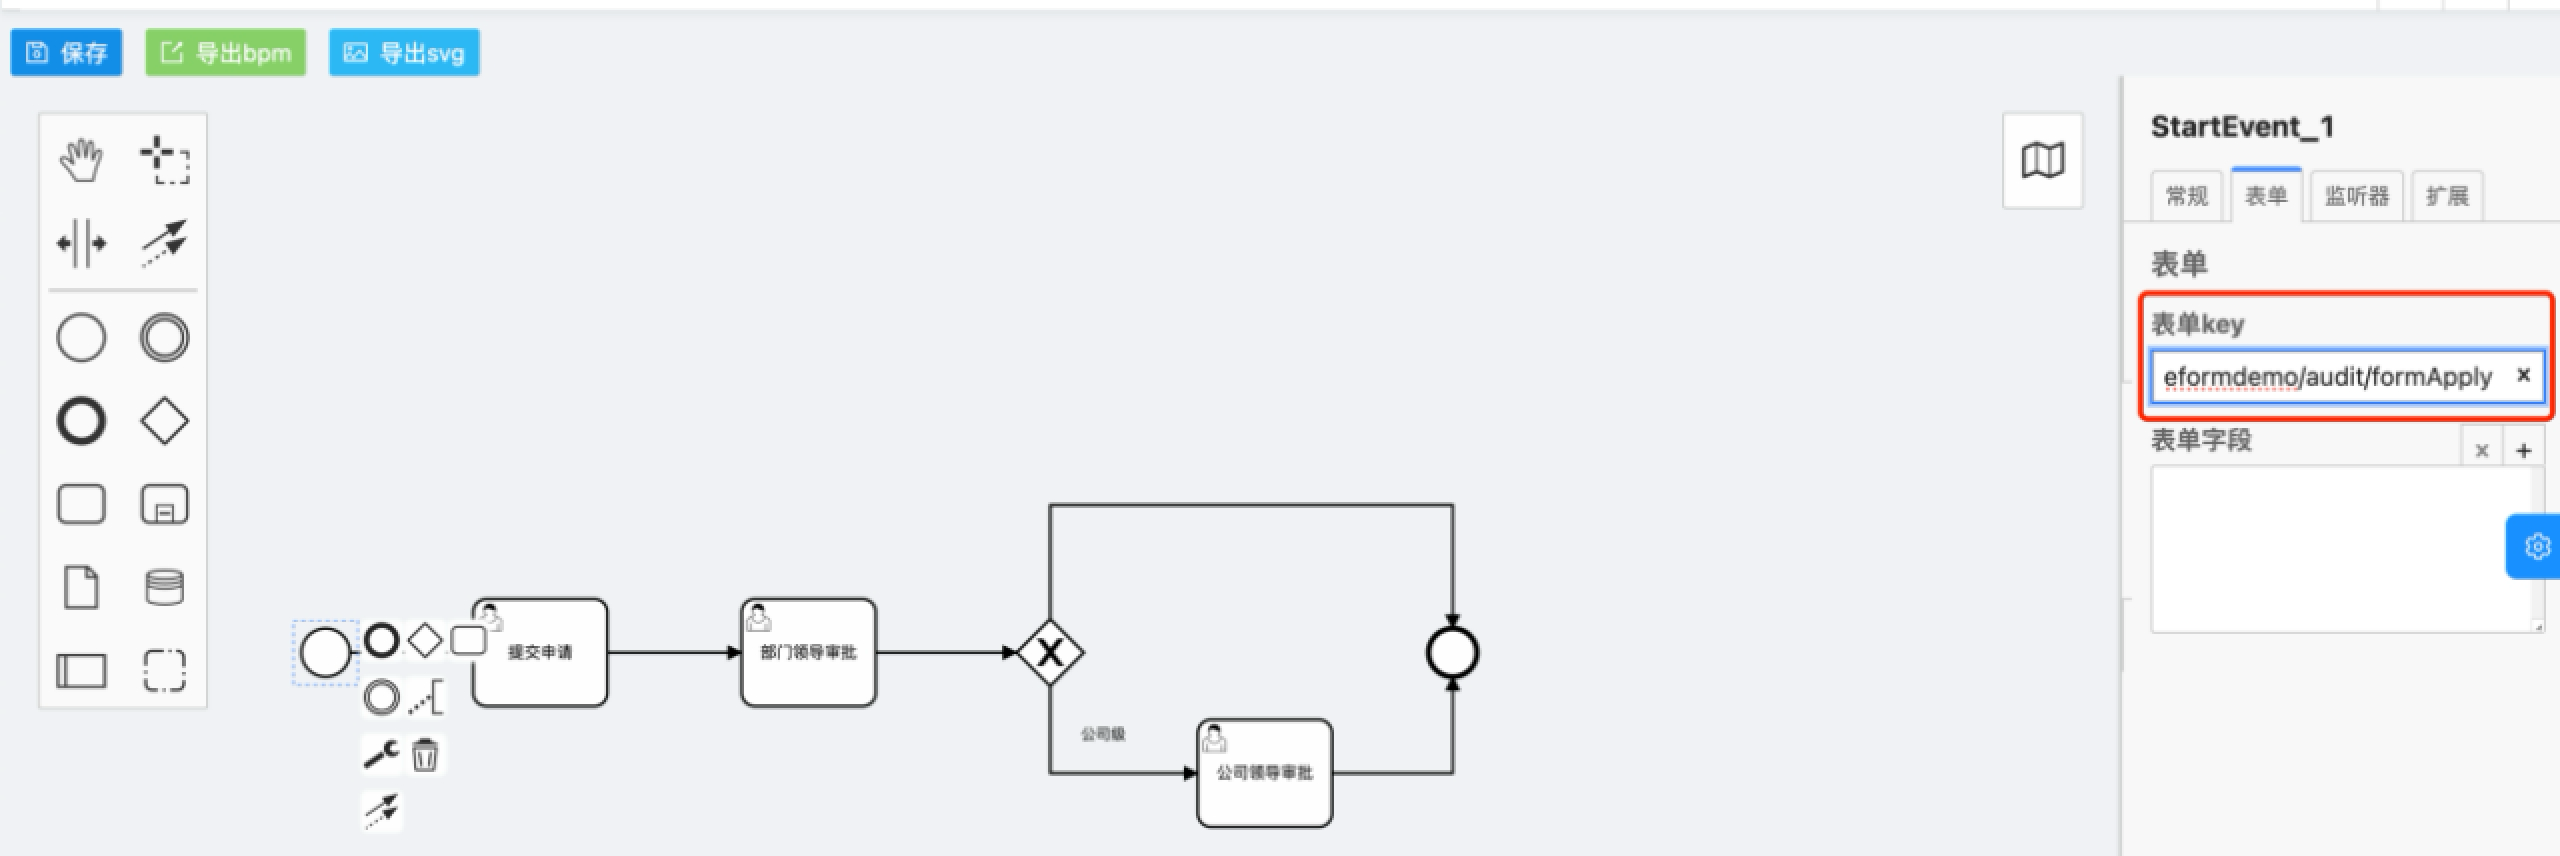 保存
导出bpm
导出svg
StartEvent_1
常规
表单
监听器
扩展
表单
表单key
eformdemo/audit/formApply
表单字段
提交申请
部门领导审批
公司级
公司领导审批